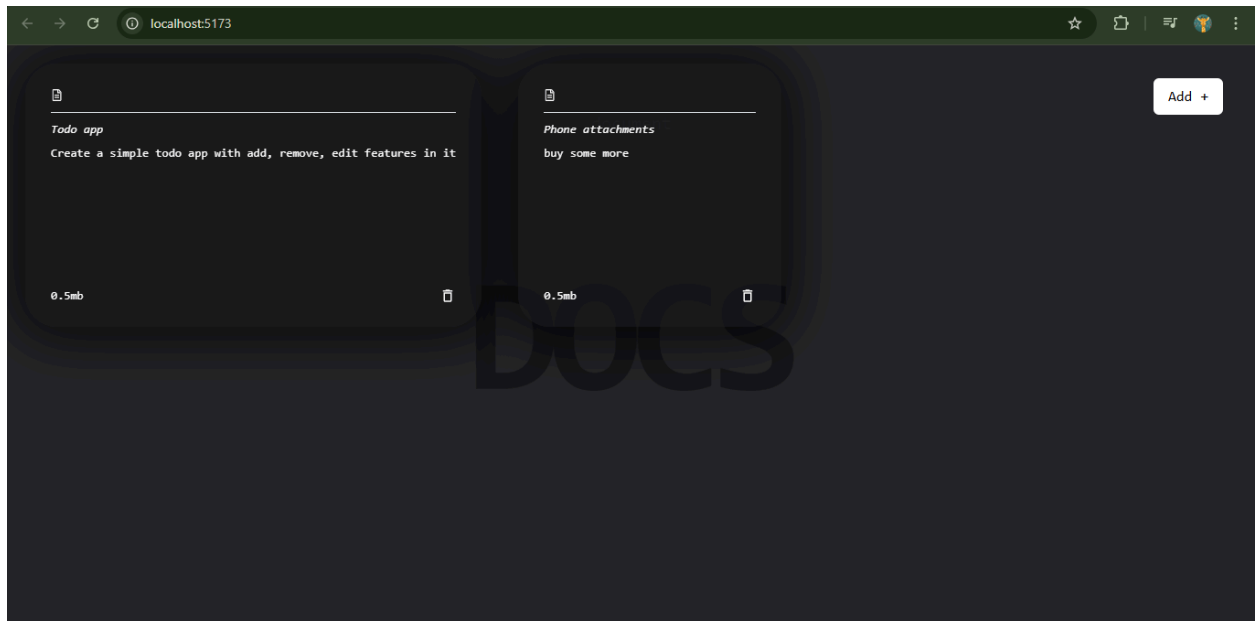 localhost:5173
Add +
Todo app
Create a simple todo app with add, remove, edit features in it
0.5mb
Phone attachments
buy some more
0.5mb
DOCS